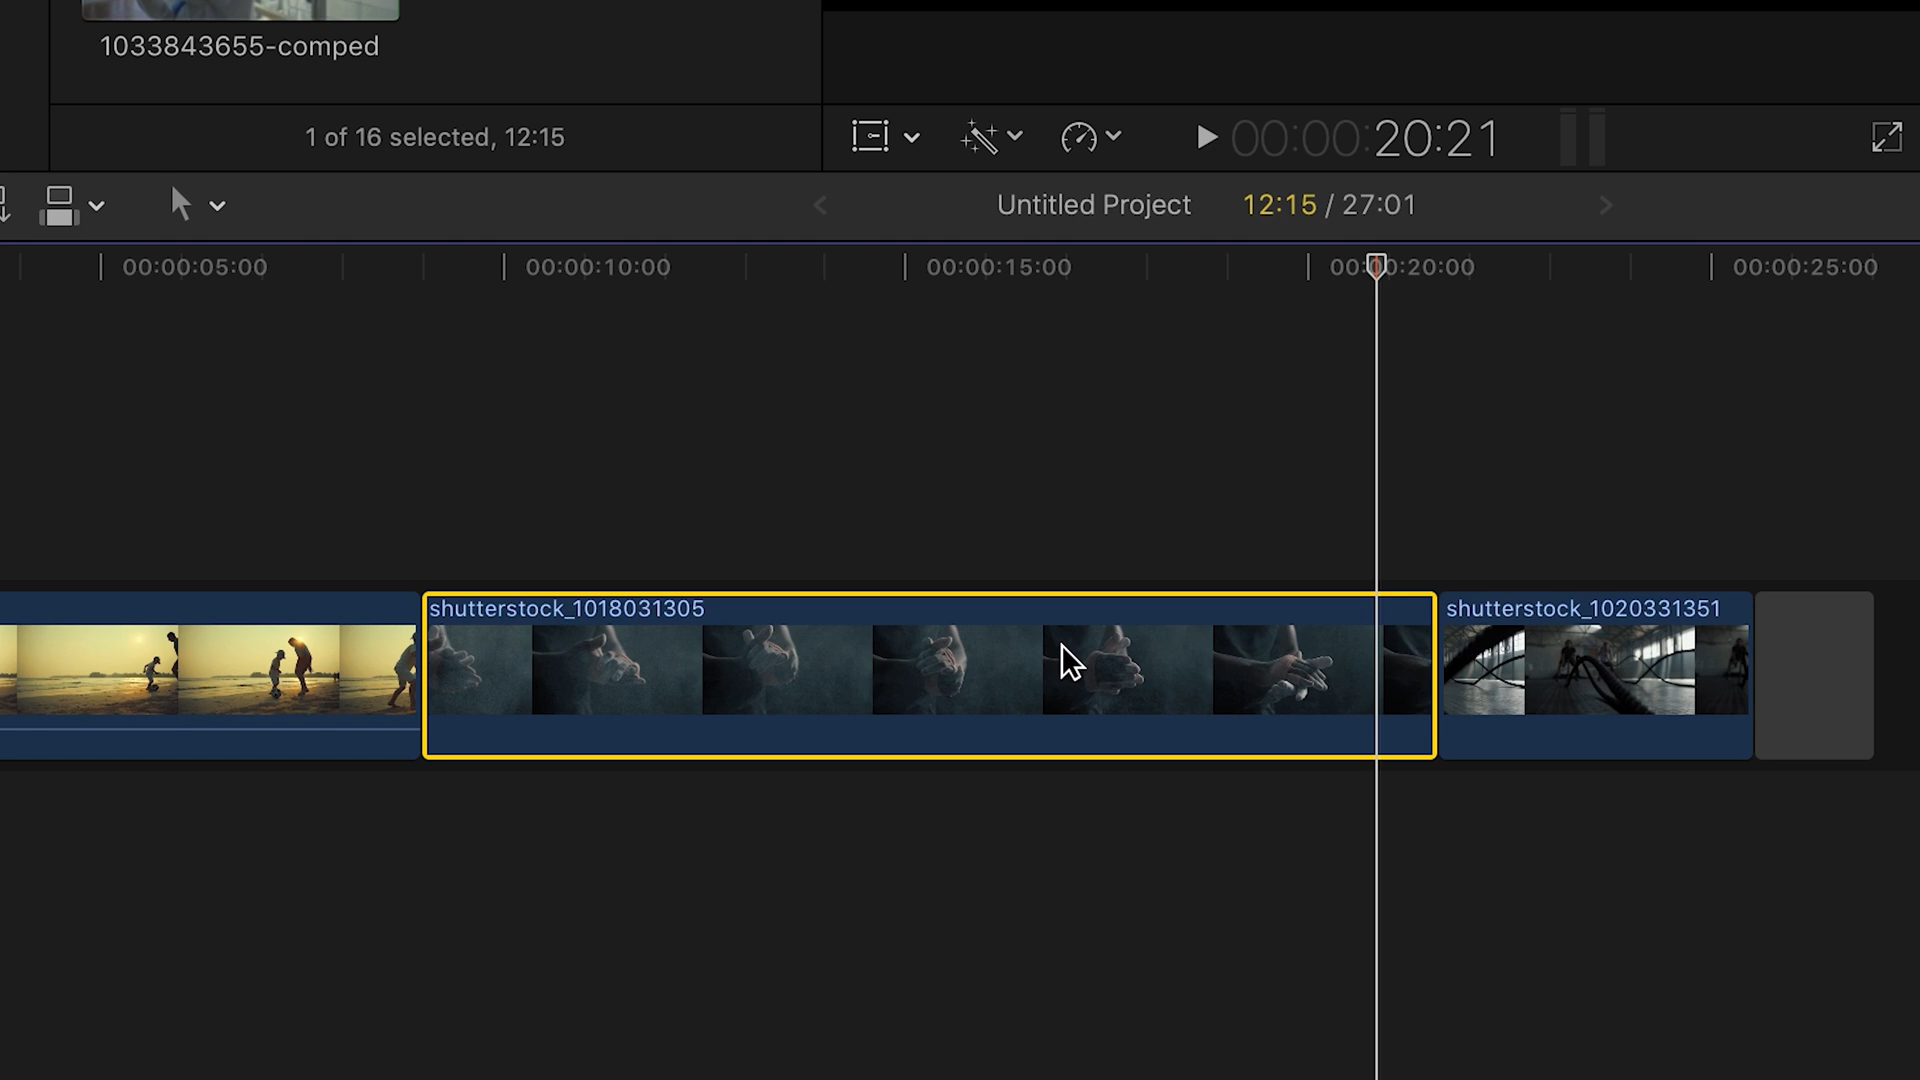 1033843655-comped
1 of 16 selected, 12:15
00:00:20:21
Untitled Project 12:15 / 27:01
00:00:05:00 00:00:10:00 00:00:15:00 00:00:20:00 00:00:25:00
shutterstock_1018031305 shutterstock_1020331351